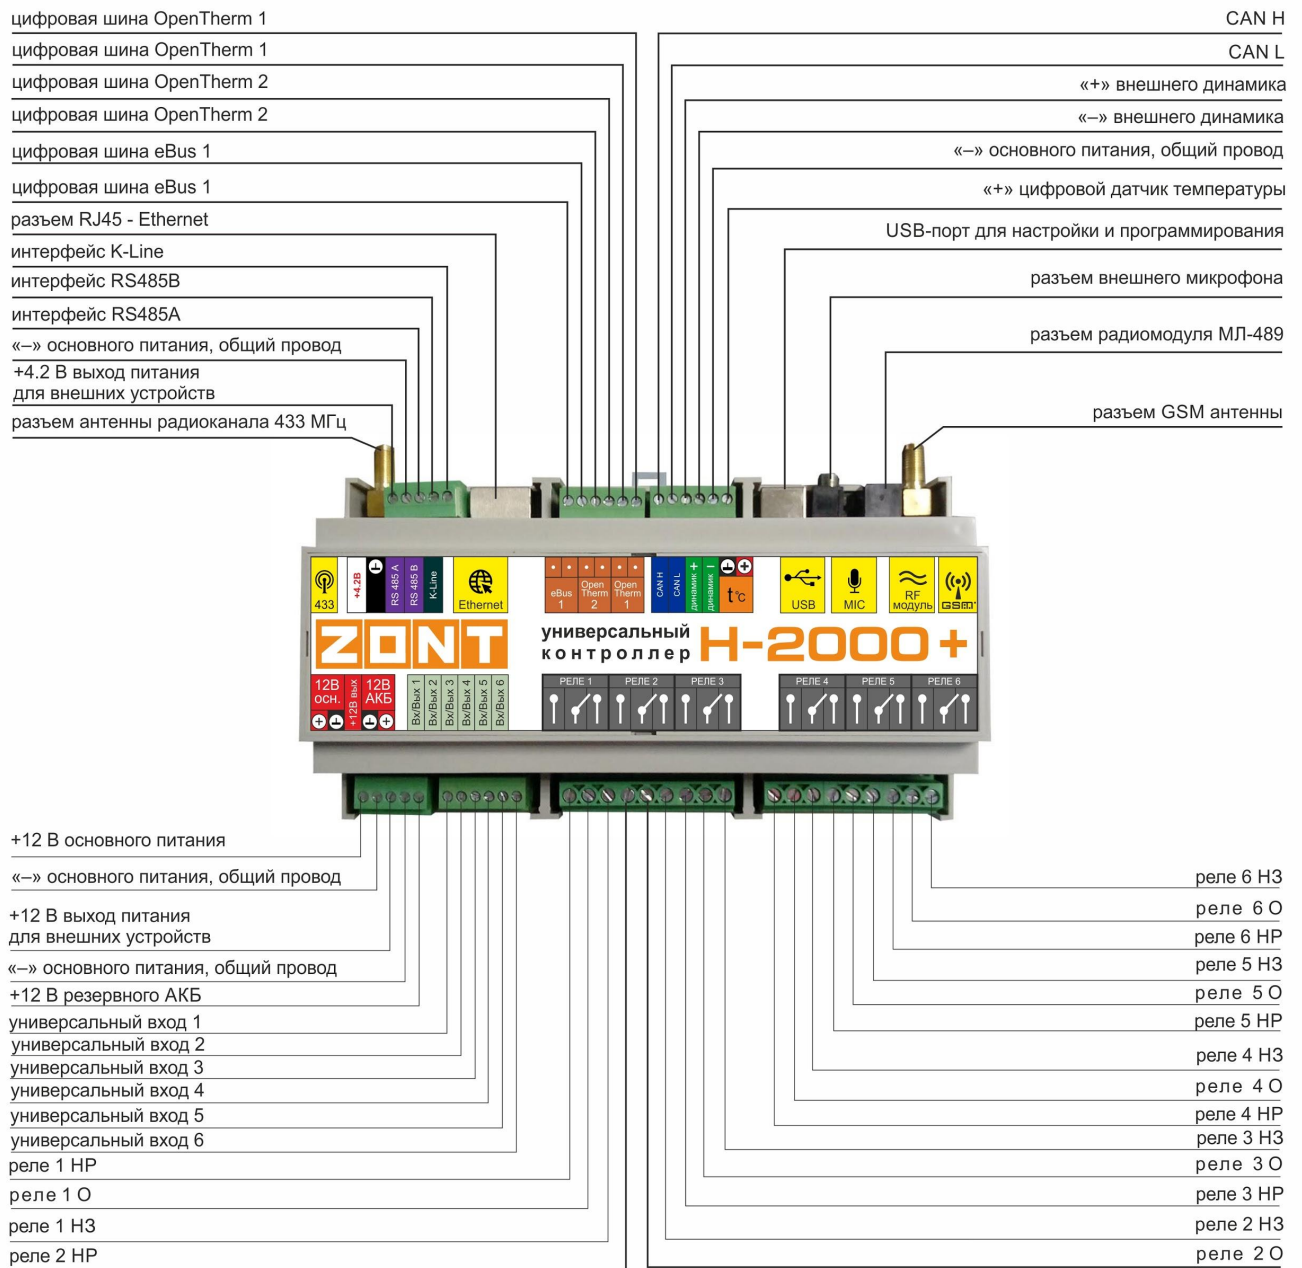 цифровая шина OpenTherm 1
цифровая шина OpenTherm 1
цифровая шина OpenTherm 2
цифровая шина OpenTherm 2
цифровая шина eBus 1
цифровая шина eBus 1
разъем RJ45 - Ethernet
интерфейс K-Line
интерфейс RS485B
интерфейс RS485A
«–» основного питания, общий провод
+4.2 В выход питания
для внешних устройств
разъем антенны радиоканала 433 МГц
CAN H
CAN L
«+» внешнего динамика
«–» внешнего динамика
«–» основного питания, общий провод
«+» цифровой датчик температуры
USB-порт для настройки и программирования
разъем внешнего микрофона
разъем радиомодуля МЛ-489
разъем GSM антенны
433
+4.2В
RS 485 A
RS 485 B
K-Line
Ethernet
eBus
1
Open
Therm
2
Open
Therm
1
CAN H
CAN L
динамик +
динамик –
t°C
USB
MIC
RF
модуль
GSM
ZONT
универсальный
контроллер
H-2000+
12В
осн.
+12В вых
12В
АКБ
Вх/Вых 1
Вх/Вых 2
Вх/Вых 3
Вх/Вых 4
Вх/Вых 5
Вх/Вых 6
РЕЛЕ 1
РЕЛЕ 2
РЕЛЕ 3
РЕЛЕ 4
РЕЛЕ 5
РЕЛЕ 6
+12 В основного питания
«–» основного питания, общий провод
+12 В выход питания
для внешних устройств
«–» основного питания, общий провод
+12 В резервного АКБ
универсальный вход 1
универсальный вход 2
универсальный вход 3
универсальный вход 4
универсальный вход 5
универсальный вход 6
реле 1 НР
реле 1 О
реле 1 НЗ
реле 2 НР
реле 6 НЗ
реле 6 О
реле 6 НР
реле 5 НЗ
реле 5 О
реле 5 НР
реле 4 НЗ
реле 4 О
реле 4 НР
реле 3 НЗ
реле 3 О
реле 3 НР
реле 2 НЗ
реле 2 О